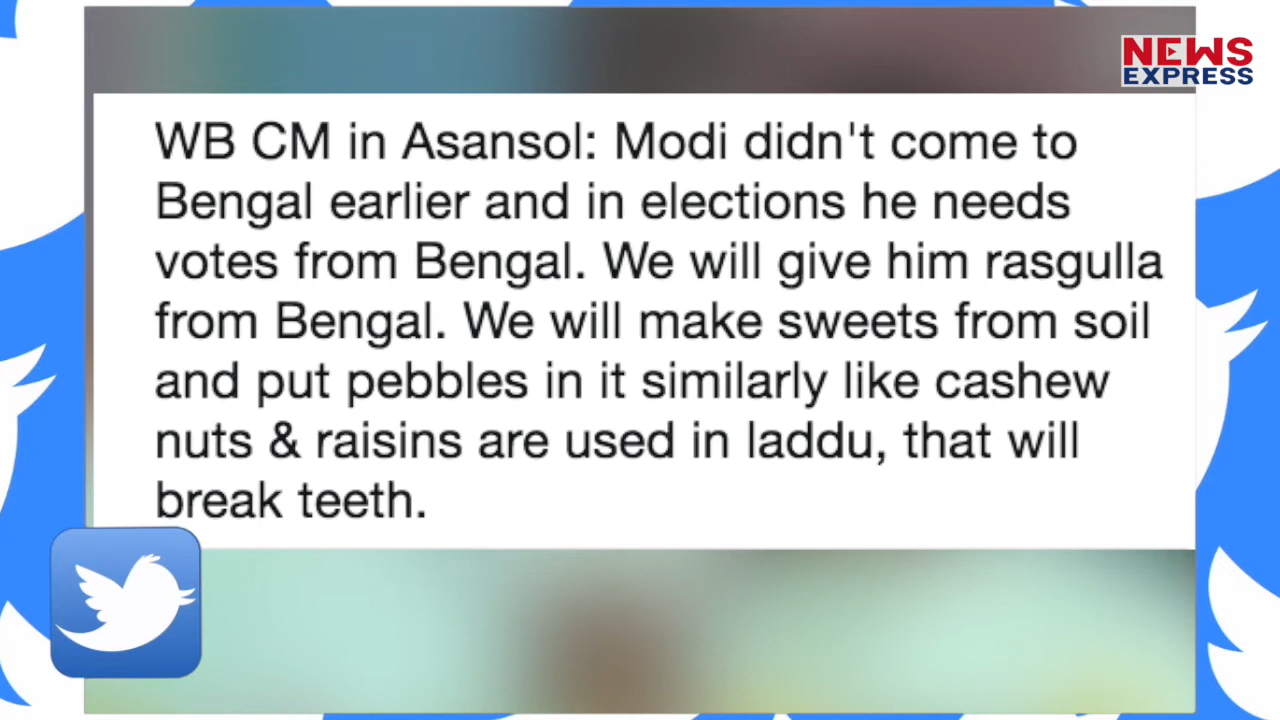 NEWS
EXPRESS
WB CM in Asansol: Modi didn't come to
Bengal earlier and in elections he needs
votes from Bengal. We will give him rasgulla
from Bengal. We will make sweets from soil
and put pebbles in it similarly like cashew
nuts & raisins are used in laddu, that will
break teeth.